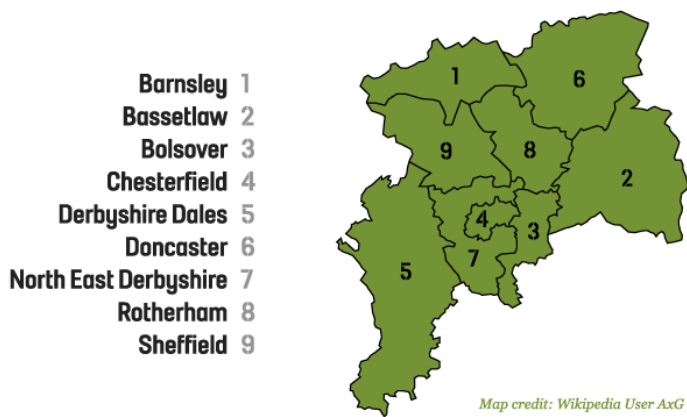 Barnsley 1
Bassetlaw 2
Bolsover 3
Chesterfield 4
Derbyshire Dales 5
Doncaster 6
North East Derbyshire 7
Rotherham 8
Sheffield 9
1
6
9
8
2
4
3
7
5
Map credit: Wikipedia User AxG